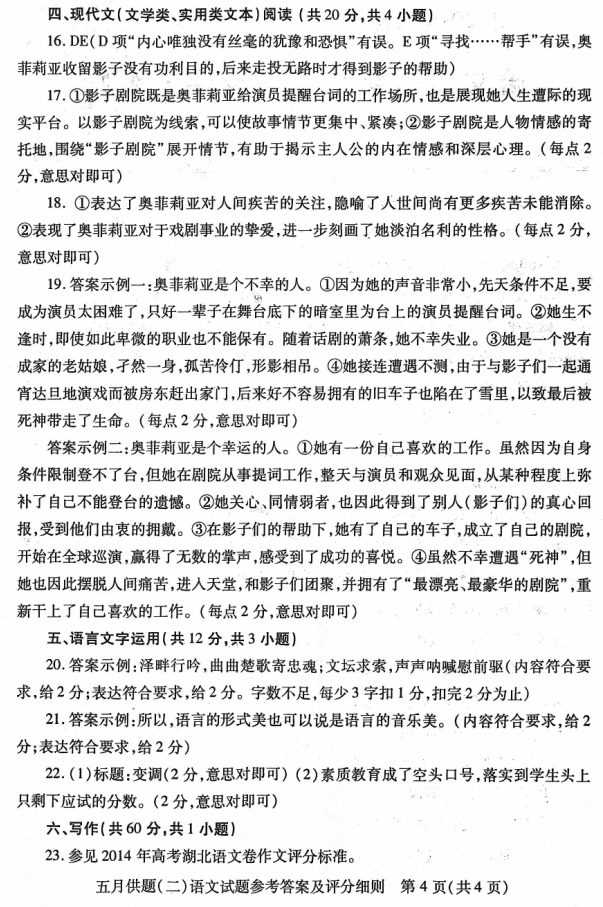 四、现代文(文学类、实用类文本)阅读 (共20分,共4小题)
16. DE(D项“内心唯独没有丝毫的犹豫和恐惧”有误。E项“寻找……帮手”有误,奥
菲莉亚收留影子没有功利目的,后来走投无路时才得到影子的帮助)
17. ①影子剧院既是奥菲莉亚给演员提醒台词的工作场所,也是展现她人生遭际的现
实平台。以影子剧院为线索,可以使故事情节更集中、紧凑;②影子剧院是人物情感的寄
托地,围绕“影子剧院”展开情节,有助于揭示主人公的内在情感和深层心理。(每点2
分,意思对即可)
18. ①表达了奥菲莉亚对人间疾苦的关注,隐喻了人世间尚有更多疾苦未能消除。
②表现了奥菲莉亚对于戏剧事业的挚爱,进一步刻画了她淡泊名利的性格。(每点2分,
意思对即可)
19. 答案示例一:奥菲莉亚是个不幸的人。①因为她的声音非常小,先天条件不足,要
成为演员太困难了,只好一辈子在舞台底下的暗室里为台上的演员提醒台词。②她生不
逢时,即使如此卑微的职业也不能保有。随着话剧的萧条,她不幸失业。③她是一个没有
成家的老姑娘,孑然一身,孤苦伶仃,形影相吊。④她接连遭遇不测,由于与影子们一起通
宵达旦地演戏而被房东赶出家门,后来好不容易拥有的旧车子也陷在了雪里,以致最后被
死神带走了生命。(每点2分,意思对即可)
答案示例二:奥菲莉亚是个幸运的人。①她有一份自己喜欢的工作。虽然因为自身
条件限制登不了台,但她在剧院从事提词工作,整天与演员和观众见面,从某种程度上弥
补了自己不能登台的遗憾。②她关心、同情弱者,也因此得到了别人(影子们)的真心回
报,受到他们由衷的拥戴。③在影子们的帮助下,她有了自己的车子,成立了自己的剧院,
开始在全球巡演,赢得了无数的掌声,感受到了成功的喜悦。④虽然不幸遭遇“死神”,但
她也因此摆脱人间痛苦,进入天堂,和影子们团聚,并拥有了“最漂亮、最豪华的剧院”,重
新干上了自己喜欢的工作。(每点2分,意思对即可)
五、语言文字运用(共12分,共3小题)
20. 答案示例:泽畔行吟,曲曲楚歌寄忠魂;文坛求索,声声呐喊慰前驱(内容符合要
求,给2分;表达符合要求,给2分。字数不足,每少3字扣1分,扣完2分为止)
21. 答案示例:所以,语言的形式美也可以说是语言的音乐美。(内容符合要求,给2
分;表达符合要求,给2分)
22. (1)标题:变调(2分,意思对即可) (2)素质教育成了空头口号,落实到学生头上
只剩下应试的分数。(2分,意思对即可)
六、写作(共60分,共1小题)
23. 参见2014年高考湖北语文卷作文评分标准。
五月供题(二)语文试题参考答案及评分细则 第4页(共4页)